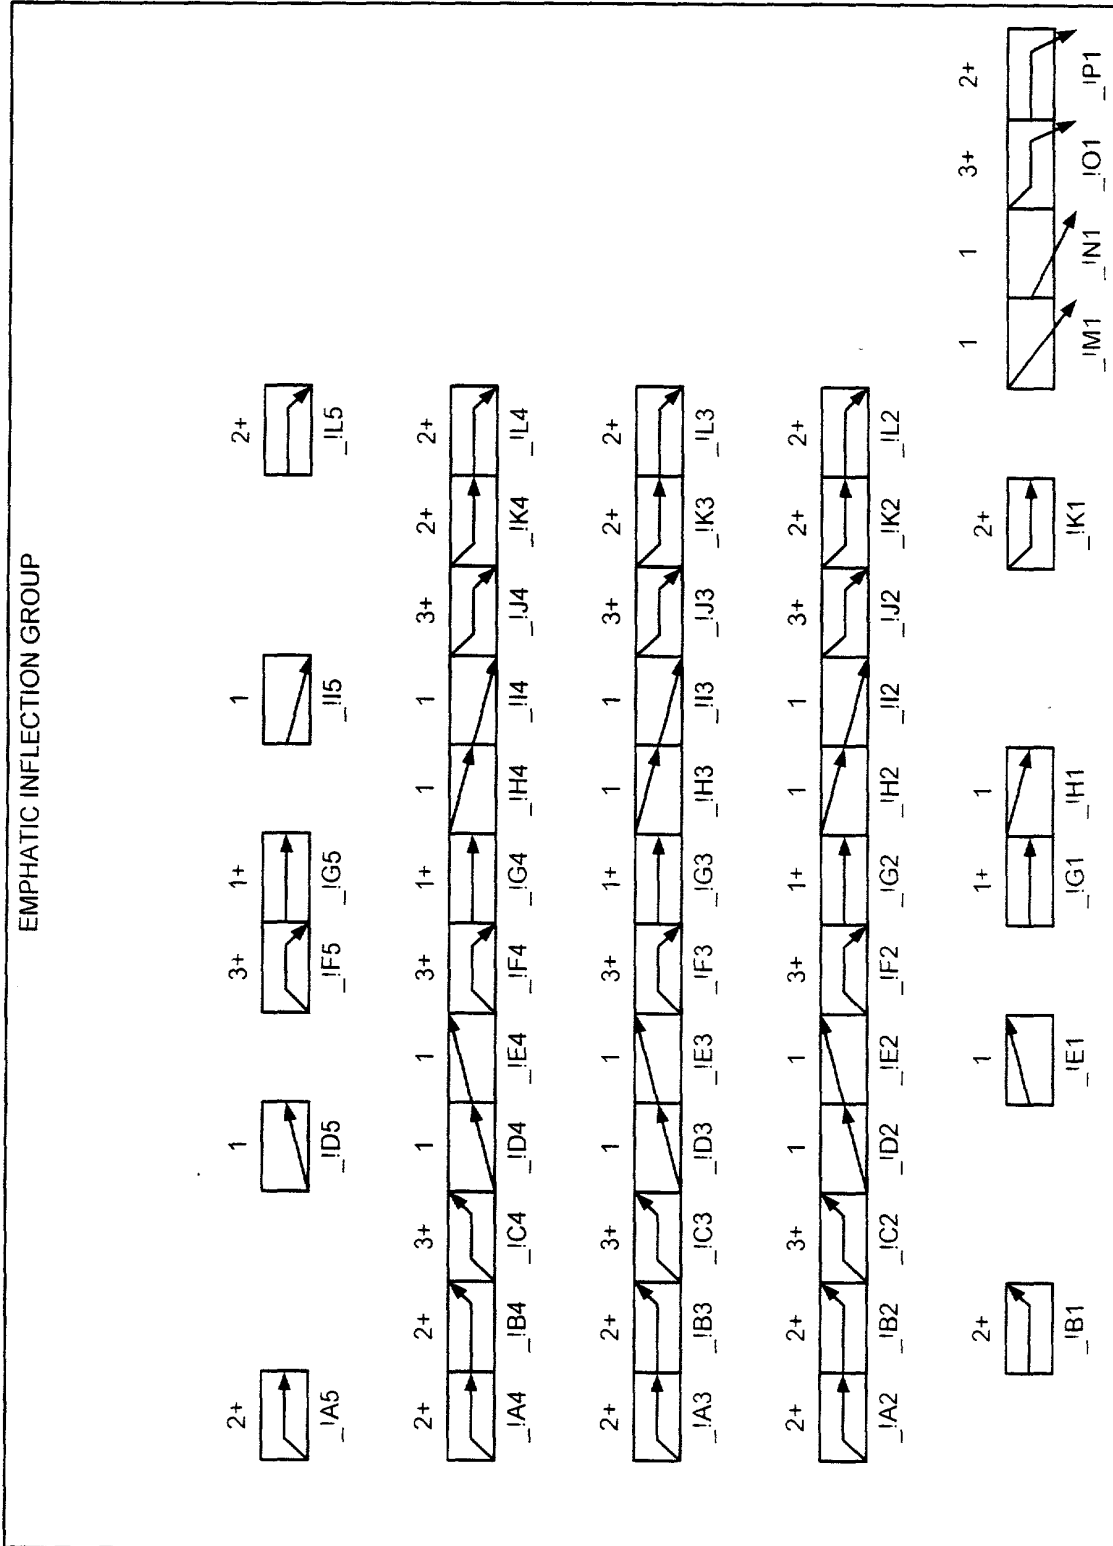 EMPHATIC INFLECTION GROUP
2+ 1 3+ 1+ 1 2+
_!A5 _!D5 _!F5 _!G5 _!I5 _!L5
2+ 2+ 3+ 1 1 3+ 1+ 1 1 3+ 2+ 2+
_!A4 _!B4 _!C4 _!D4 _!E4 _!F4 _!G4 _!H4 _!I4 _!J4 _!K4 _!L4
2+ 2+ 3+ 1 1 3+ 1+ 1 1 3+ 2+ 2+
_!A3 _!B3 _!C3 _!D3 _!E3 _!F3 _!G3 _!H3 _!I3 _!J3 _!K3 _!L3
2+ 2+ 3+ 1 1 3+ 1+ 1 1 3+ 2+ 2+
_!A2 _!B2 _!C2 _!D2 _!E2 _!F2 _!G2 _!H2 _!I2 _!J2 _!K2 _!L2
2+ 1 1+ 1 2+ 1 1 3+ 2+
_!B1 _!E1 _!G1 _!H1 _!K1 _!M1 _!N1 _!O1 _!P1